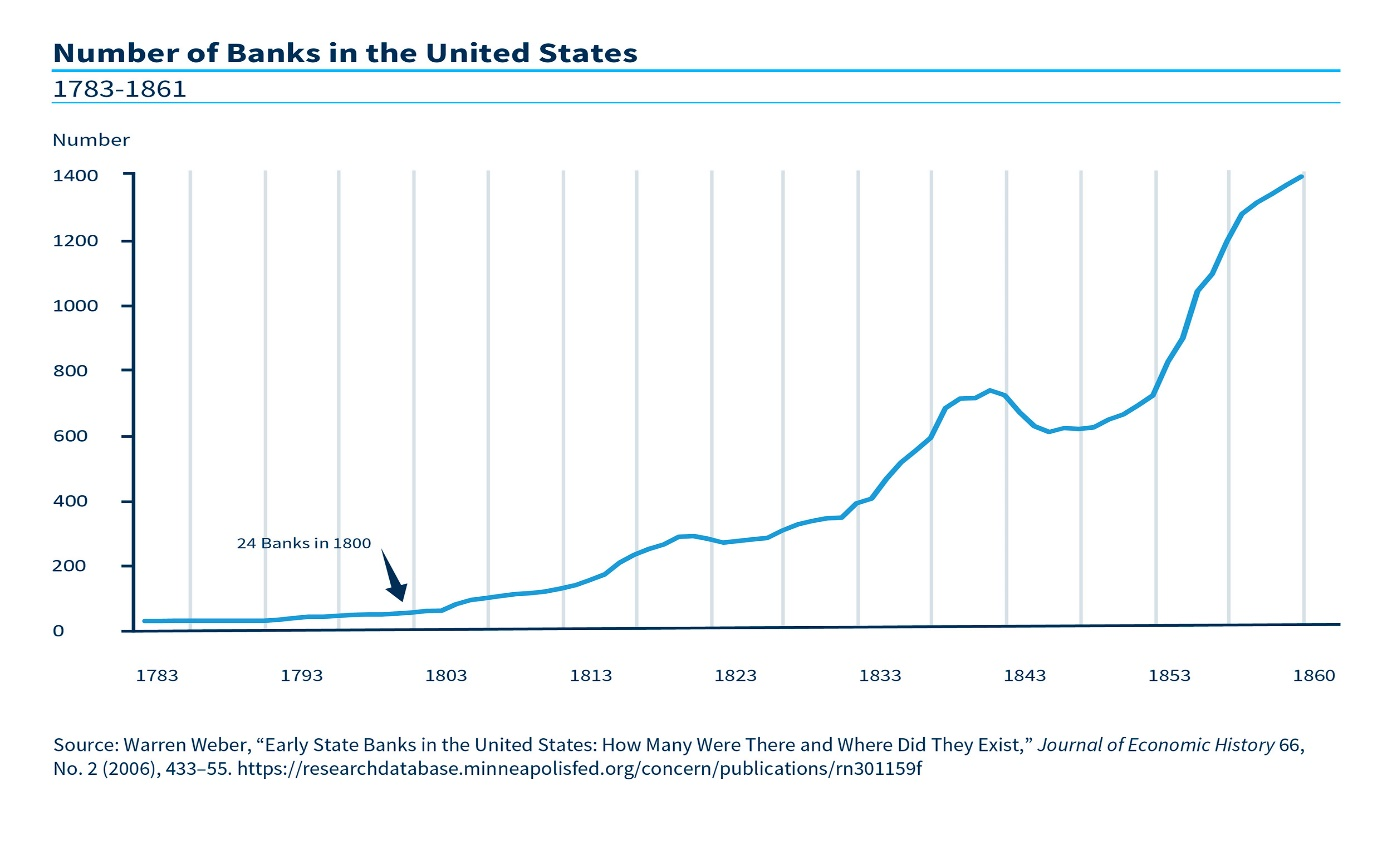 Number of Banks in the United States
1783-1861
Number
1400
1200
1000
800
600
400
24 Banks in 1800
200
0
1783 1793 1803 1813 1823 1833 1843 1853 1860
Source: Warren Weber, “Early State Banks in the United States: How Many Were There and Where Did They Exist,” Journal of Economic History 66,
No. 2 (2006), 433–55. https://researchdatabase.minneapolisfed.org/concern/publications/rn301159f